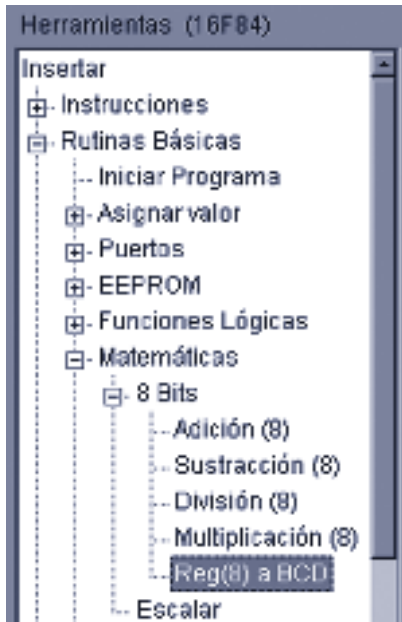 Herramientas (16F84)
Insertar
Instrucciones
Rutinas Básicas
Iniciar Programa
Asignar valor
Puertos
EEPROM
Funciones Lógicas
Matemáticas
8 Bits
Adición (8)
Sustracción (8)
División (8)
Multiplicación (8)
Reg(8) a BCD
Escalar